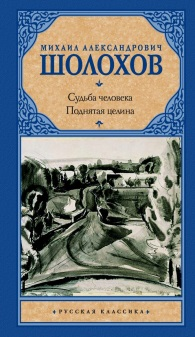 МИХАИЛ АЛЕКСАНДРОВИЧ
ШОЛОХОВ
Судьба человека
Поднятая целина
РУССКАЯ КЛАССИКА